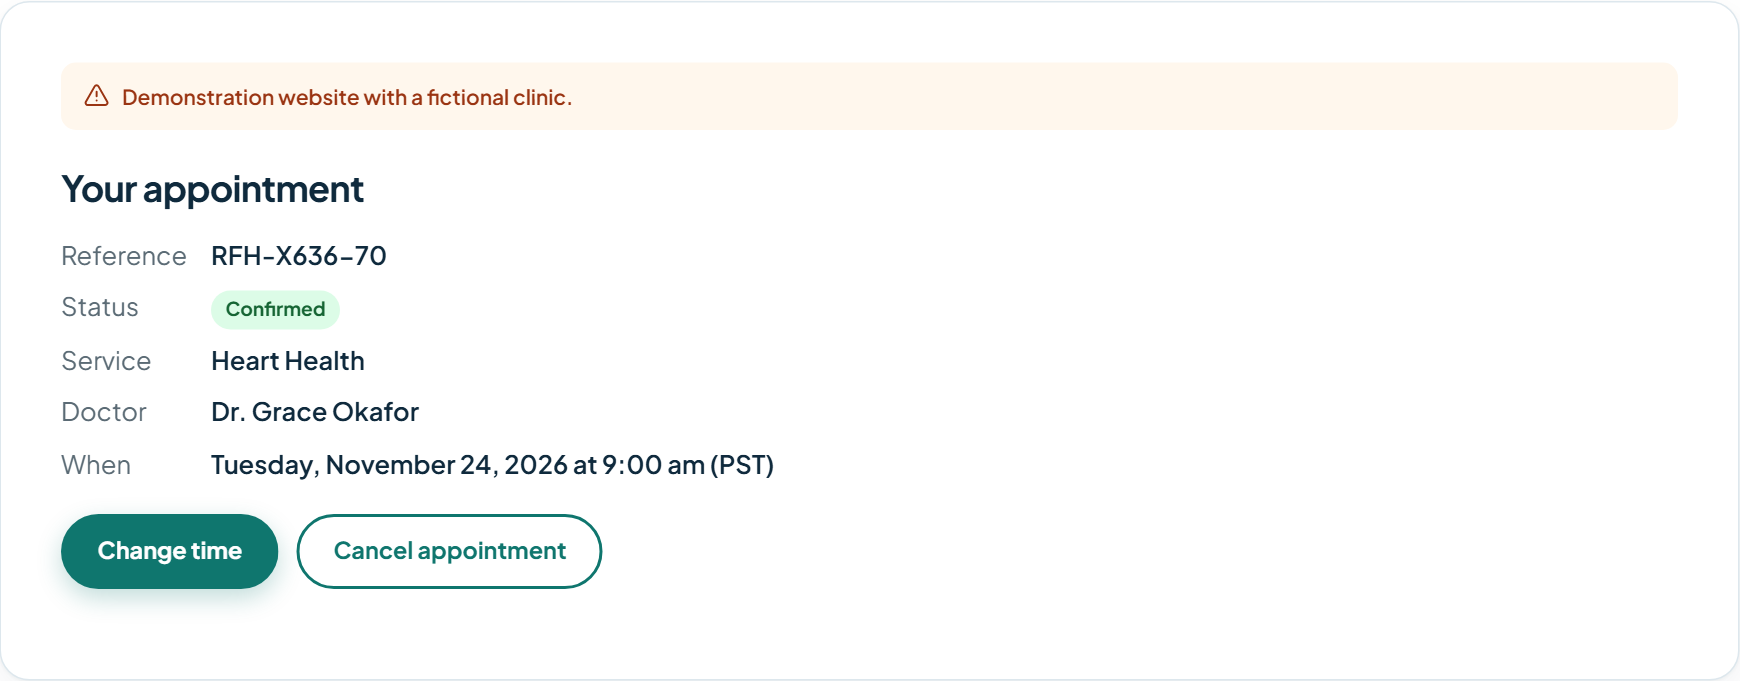 Demonstration website with a fictional clinic.
Your appointment
Reference RFH-X636-70
Status Confirmed
Service Heart Health
Doctor Dr. Grace Okafor
When Tuesday, November 24, 2026 at 9:00 am (PST)
Change time Cancel appointment